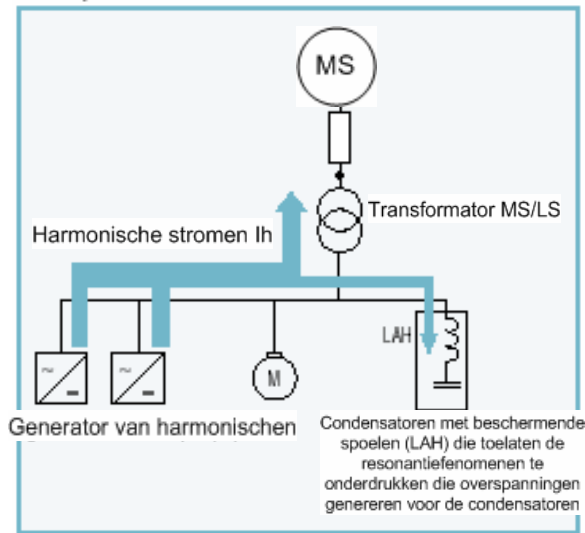 MS
Transformator MS/LS
Harmonische stromen Ih
LAH
M
Generator van harmonischen
Condensatoren met beschermende
spoelen (LAH) die toelaten de
resonantiefenomenen te
onderdrukken die overspanningen
genereren voor de condensatoren